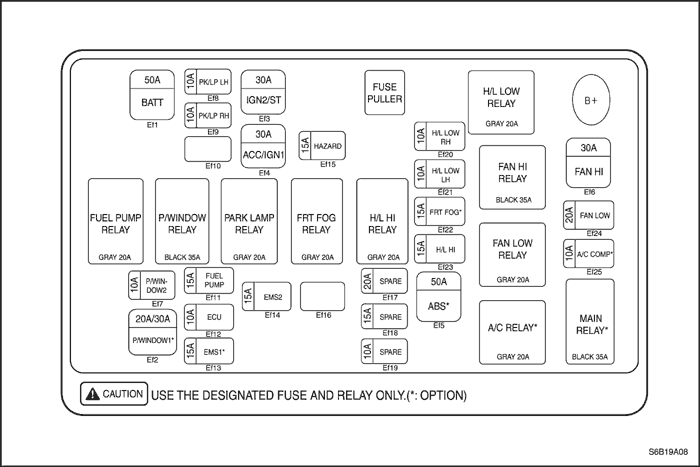 50A
BATT
Ef1
10A
PK/LP LH
Ef8
10A
PK/LP RH
Ef9
Ef10
30A
IGN2/ST
Ef3
30A
ACC/IGN1
Ef4
15A
HAZARD
Ef15
FUSE
PULLER
H/L LOW
RELAY
GRAY 20A
B+
10A
H/L LOW
RH
Ef20
10A
H/L LOW
LH
Ef21
15A
FRT FOG*
Ef22
15A
H/L HI
Ef23
FAN HI
RELAY
BLACK 35A
30A
FAN HI
Ef6
20A
FAN LOW
Ef24
10A
A/C COMP*
Ef25
FUEL PUMP
RELAY
GRAY 20A
P/WINDOW
RELAY
BLACK 35A
PARK LAMP
RELAY
GRAY 20A
FRT FOG
RELAY
GRAY 20A
H/L HI
RELAY
GRAY 20A
FAN LOW
RELAY
GRAY 20A
10A
P/WIN-
DOW2
Ef7
15A
FUEL
PUMP
Ef11
15A
EMS2
Ef14
Ef16
20A
SPARE
Ef17
50A
ABS*
Ef5
20A/30A
P/WINDOW1*
Ef2
10A
ECU
Ef12
15A
EMS1*
Ef13
15A
SPARE
Ef18
10A
SPARE
Ef19
A/C RELAY*
GRAY 20A
MAIN
RELAY*
BLACK 35A
CAUTION USE THE DESIGNATED FUSE AND RELAY ONLY.(*: OPTION)
S6B19A08